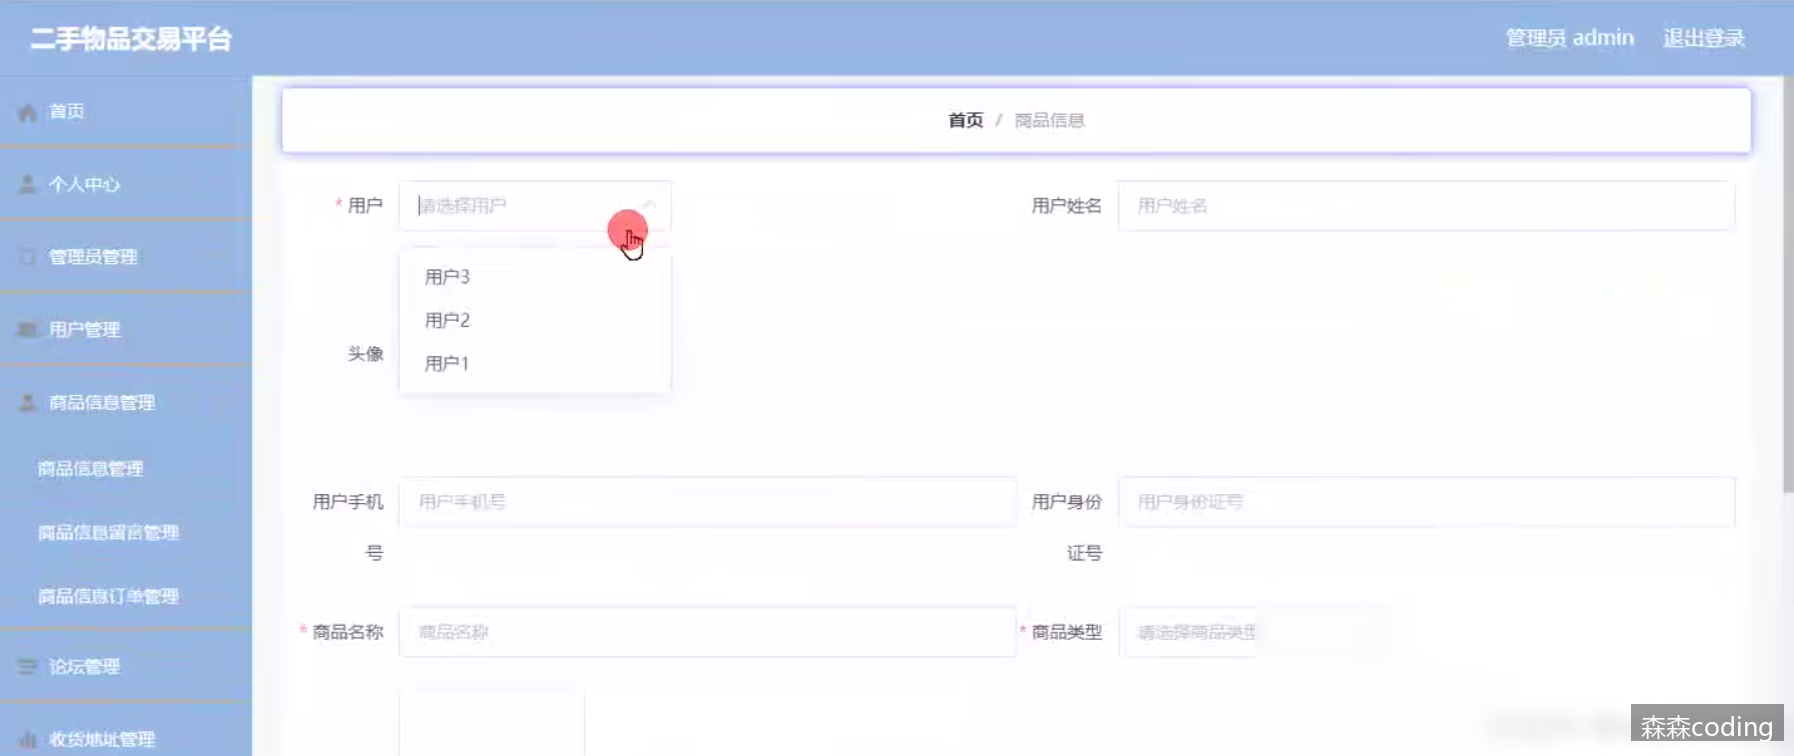 二手物品交易平台
管理员 admin 退出登录
首页
个人中心
管理员管理
用户管理
商品信息管理
商品信息管理
商品信息留言管理
商品信息订单管理
论坛管理
收货地址管理
首页 / 商品信息
* 用户 请选择用户
用户3
用户2
用户1
用户姓名 用户姓名
头像
用户手机号 用户手机号
用户身份证号 用户身份证号
* 商品名称 商品名称
* 商品类型 请选择商品类型
森森coding